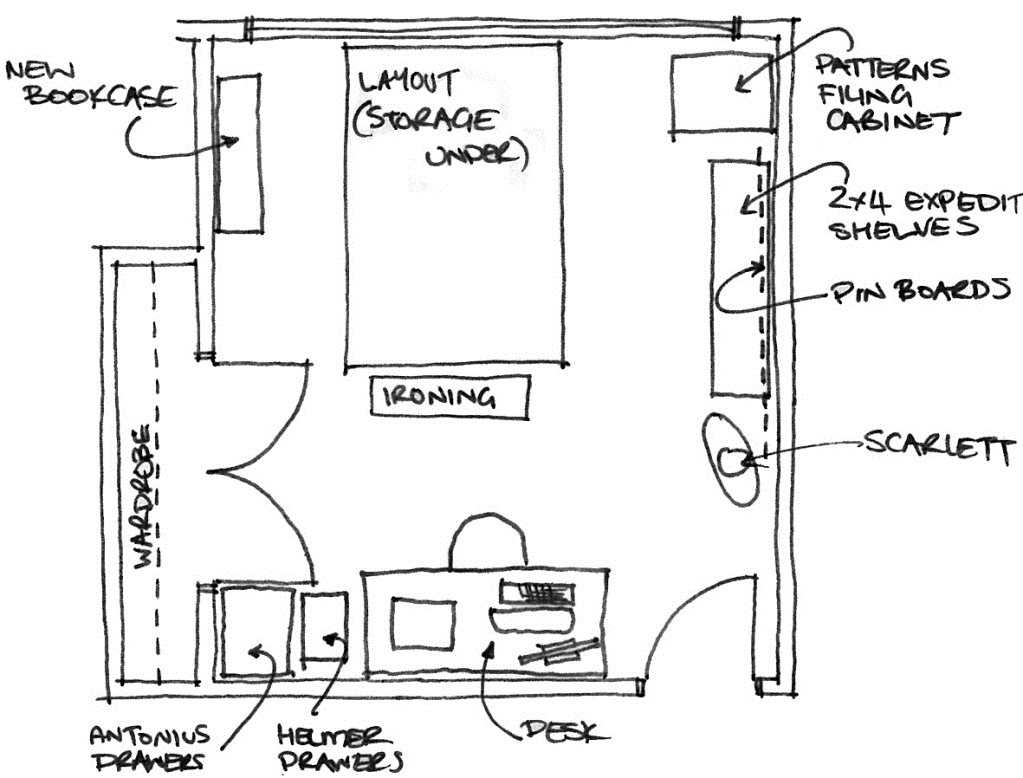 NEW
BOOKCASE
LAYOUT
(STORAGE
UNDER)
PATTERNS
FILING
CABINET
2x4 EXPEDIT
SHELVES
PIN BOARDS
IRONING
SCARLETT
WARDROBE
ANTONIUS
DRAWERS
HELMER
DRAWERS
DESK